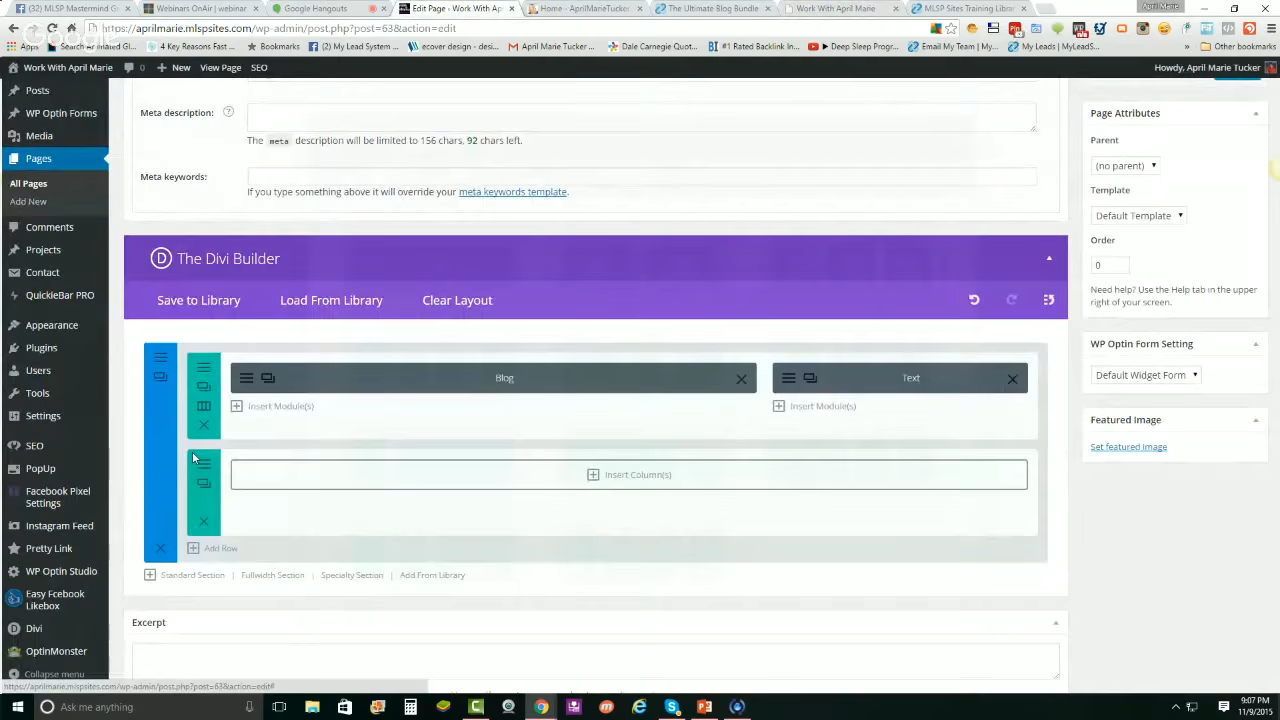 (32) MLSP Mastermind G
Webinars OnAir | webinar
Google Hangouts
Edit Page ‹ Work With Ap
Home - AprilMarieTucker.
The Ultimate Blog Bundle
Work With April Marie
MLSP Sites Training Libra
April Marie
https://aprilmarie.mlspsites.com/wp-admin/post.php?post=63&action=edit
Apps
Search Animated GI
4 Key Reasons Fast
Backup
Facebook
(2) My Lead System
ecover design -
April Marie Tucker
Dale Carnegie Quot
#1 Rated Backlink In
Deep Sleep Prog
Email My Team / My
My Leads | MyLeadS
Other bookmarks
Work With April Marie
0
New
View Page
SEO
Howdy, April Marie Tucker
Posts
WP Optin Forms
Media
Pages
All Pages
Add New
Comments
Projects
Contact
QuickieBar PRO
Appearance
Plugins
Users
Tools
Settings
SEO
PopUp
Facebook Pixel
Settings
Instagram Feed
Pretty Link
WP Optin Studio
Easy Fcebook
Likebox
Divi
OptinMonster
Collapse menu
Meta description:
The meta description will be limited to 156 chars, 92 chars left.
Meta keywords:
If you type something above it will override your meta keywords template.
The Divi Builder
Save to Library
Load From Library
Clear Layout
Blog
Text
Insert Module(s)
Insert Module(s)
Insert Column(s)
Add Row
Standard Section | Fullwidth Section | Specialty Section | Add From Library
Excerpt
Page Attributes
Parent
(no parent)
Template
Default Template
Order
0
Need help? Use the Help tab in the upper
right of your screen.
WP Optin Form Setting
Default Widget Form
Featured Image
Set featured image
https://aprilmarie.mlspsites.com/wp-admin/post.php?post=63&action=edit#
Ask me anything
9:07 PM
11/9/2015